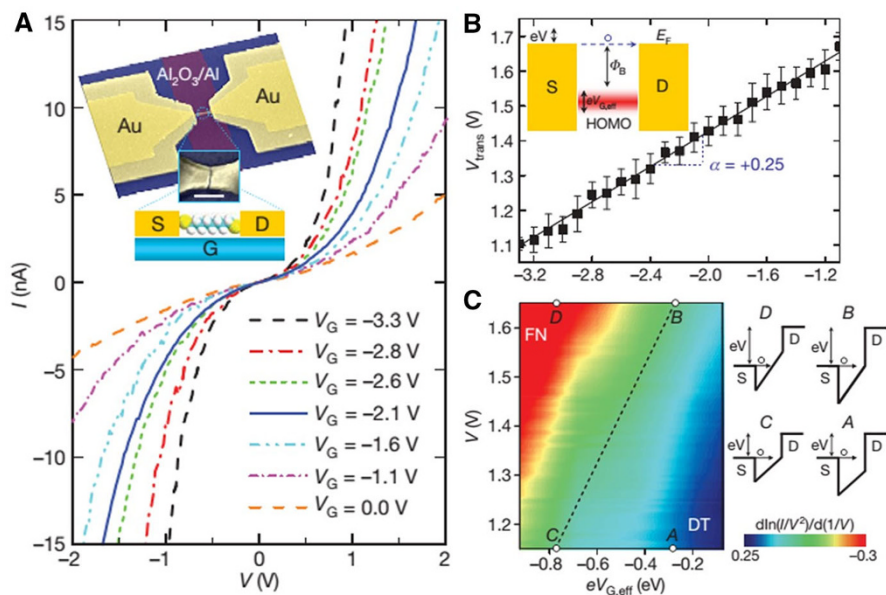 A
I (nA)
15
10
5
0
−5
−10
−15
−2
−1
0
1
2
V (V)
Al2O3/Al
Au
Au
S
D
G
VG = −3.3 V
VG = −2.8 V
VG = −2.6 V
VG = −2.1 V
VG = −1.6 V
VG = −1.1 V
VG = 0.0 V
B
Vtrans
1.7
1.6
1.5
1.4
1.3
1.2
1.1
−3.2
−2.8
−2.4
−2.0
−1.6
−1.2
eV
EF
ΦB
S
D
eVG,eff
HOMO
α = +0.25
C
V (V)
1.6
1.5
1.4
1.3
1.2
−0.8
−0.6
−0.4
−0.2
eVG,eff (eV)
D
B
FN
C
A
DT
D
B
eV
S
D
eV
S
D
C
A
eV
S
D
eV
S
D
dln(I/V2)/d(1/V)
0.25
−0.3